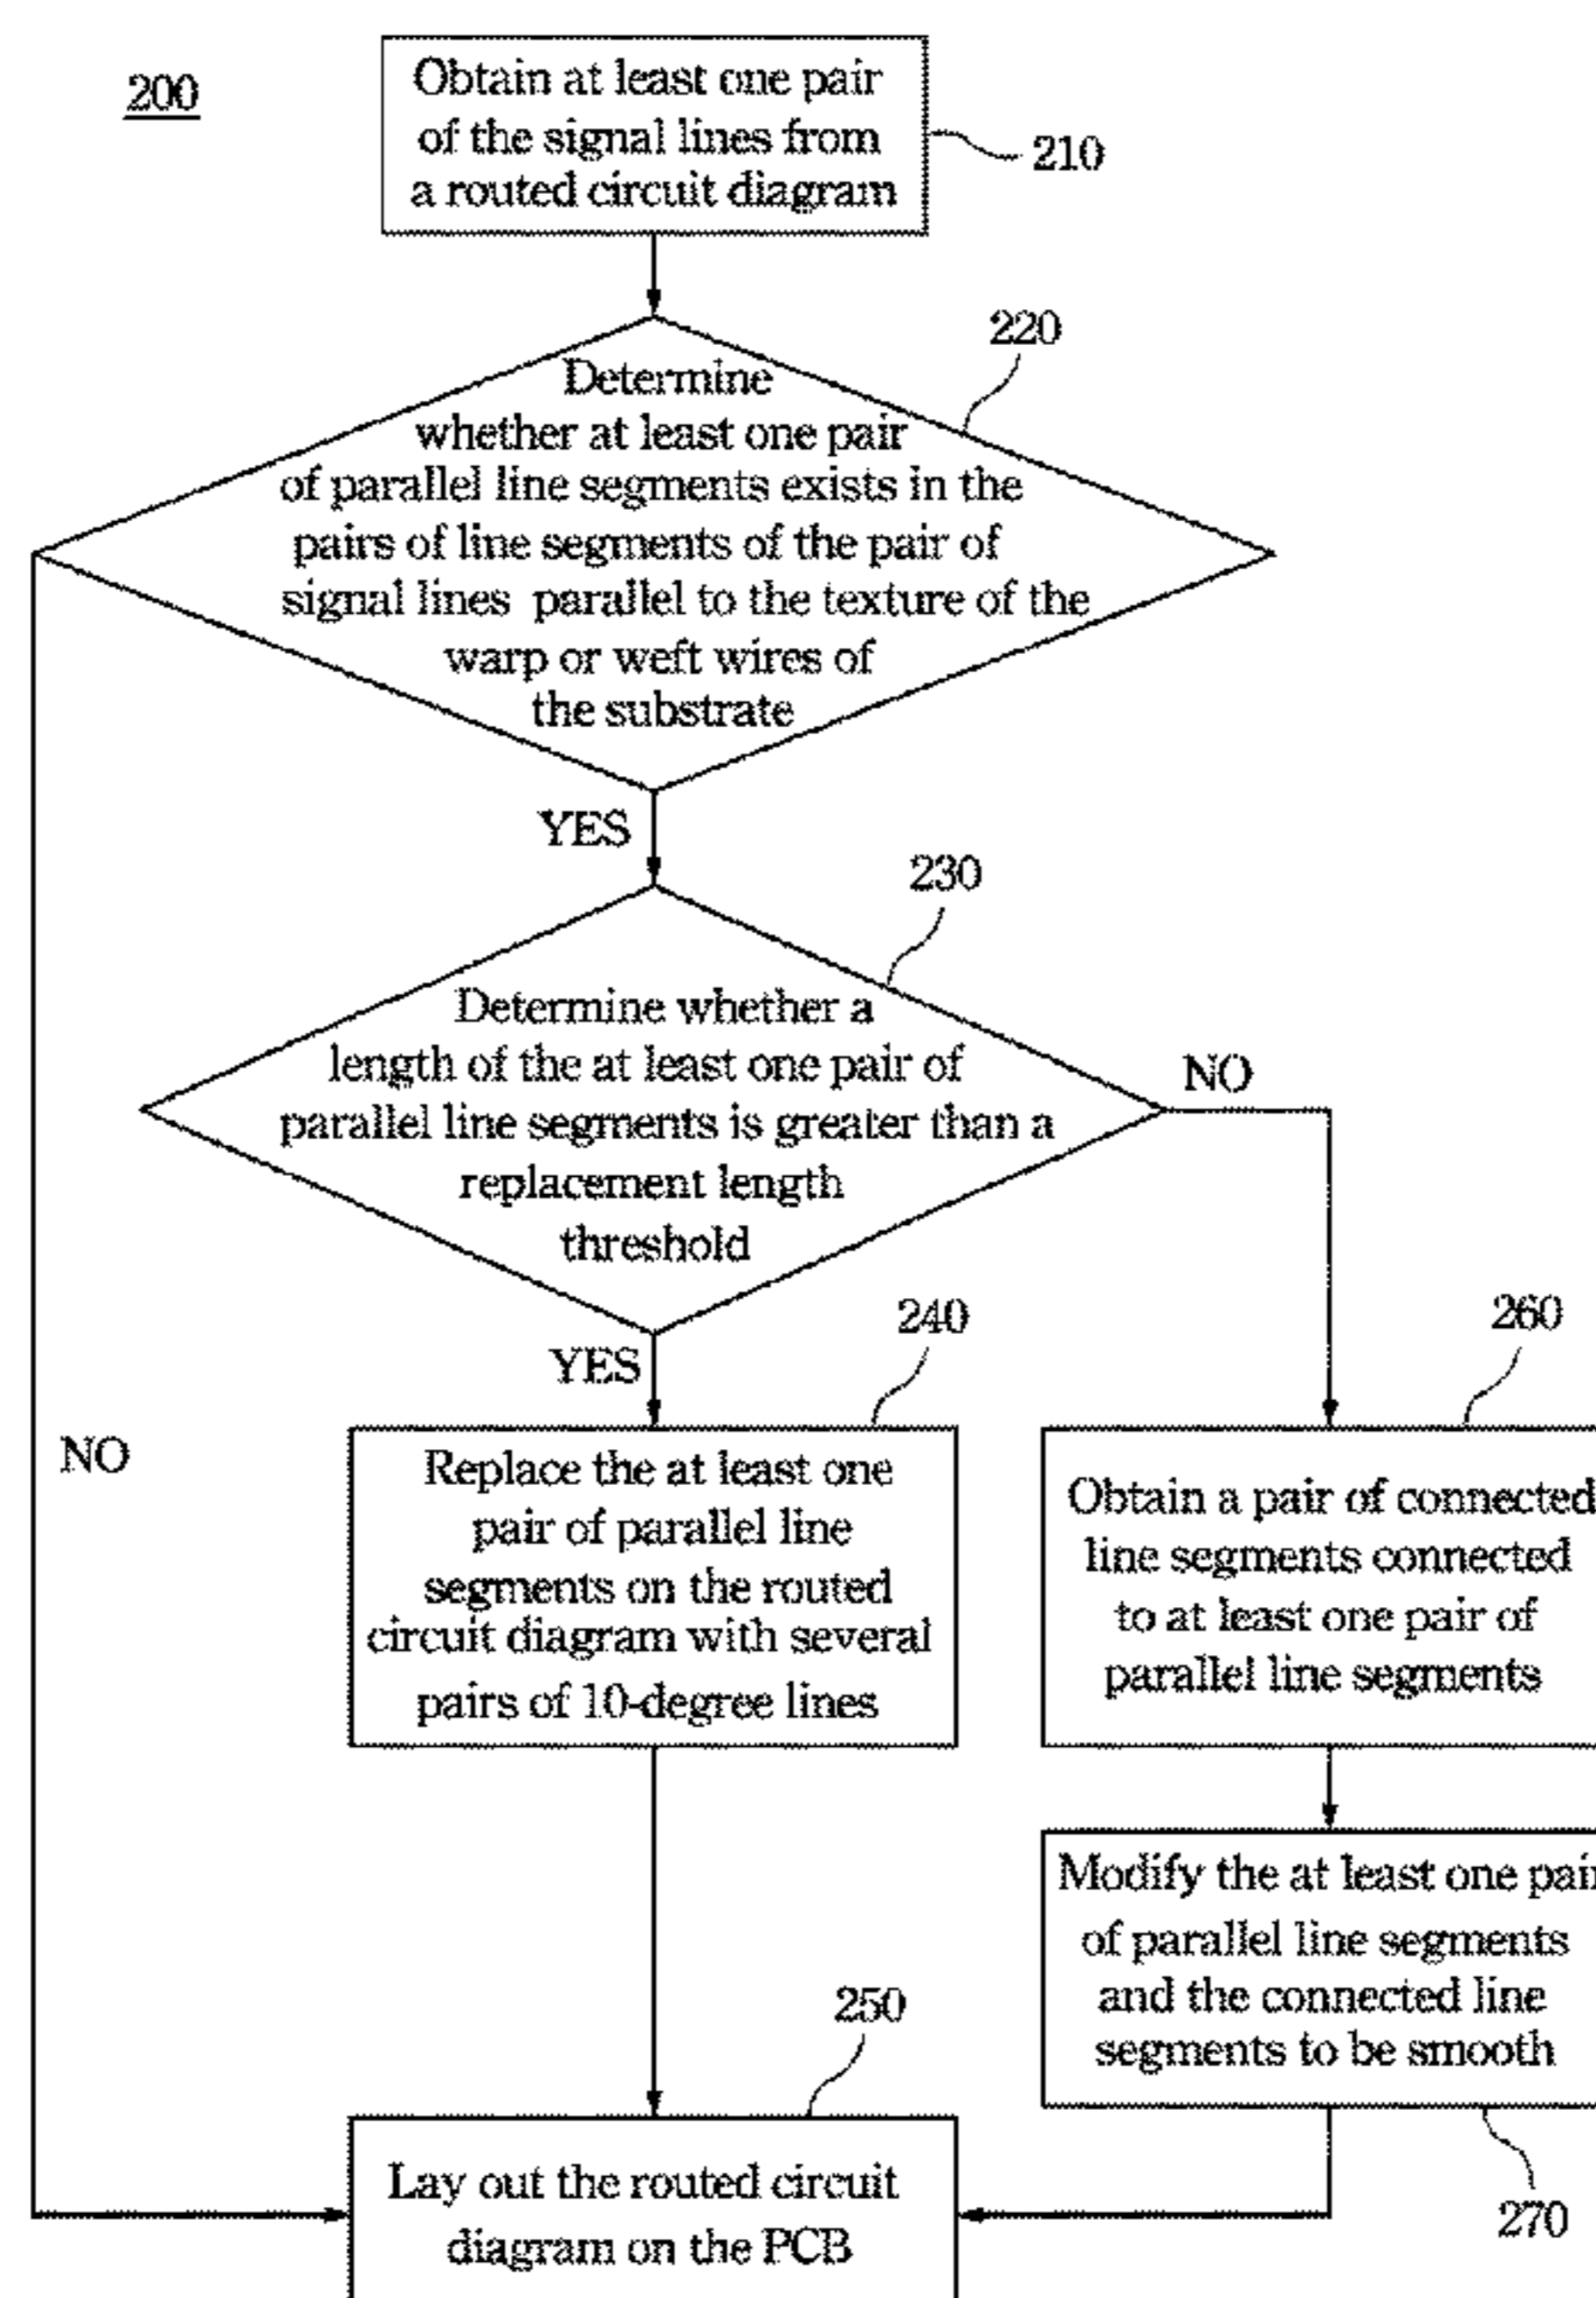 200
Obtain at least one pair
of the signal lines from
a routed circuit diagram
210
220
Determine
whether at least one pair
of parallel line segments exists in the
pairs of line segments of the pair of
signal lines parallel to the texture of the
warp or weft wires of
the substrate
YES
230
Determine whether a
length of the at least one pair of
parallel line segments is greater than a
replacement length
threshold
NO
YES
240
260
NO
Replace the at least one
pair of parallel line
segments on the routed
circuit diagram with several
pairs of 10-degree lines
Obtain a pair of connected
line segments connected
to at least one pair of
parallel line segments
Modify the at least one pair
of parallel line segments
and the connected line
segments to be smooth
250
270
Lay out the routed circuit
diagram on the PCB